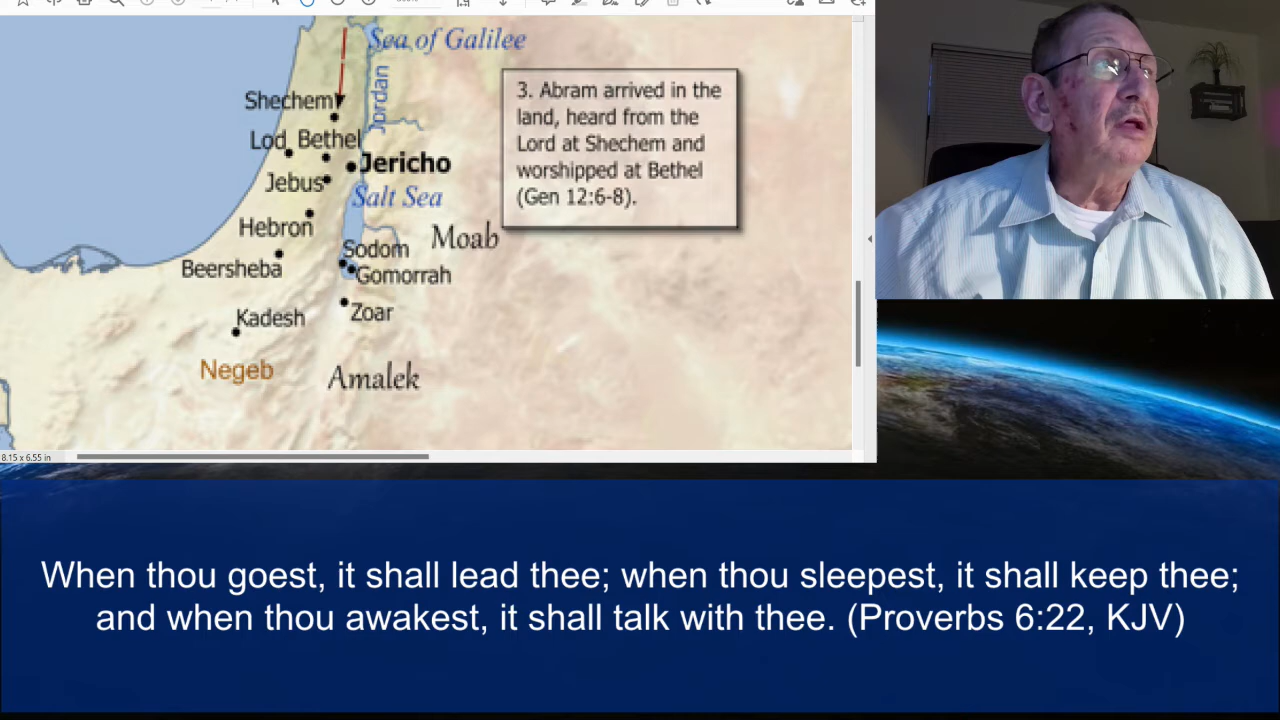 Sea of Galilee
Jordan
Shechem
Lod Bethel
Jericho
Jebus
Salt Sea
Hebron
Moab
Sodom
Beersheba
Gomorrah
Zoar
Kadesh
Negeb
Amalek
3. Abram arrived in the
land, heard from the
Lord at Shechem and
worshipped at Bethel
(Gen 12:6-8).
8.15 x 6.55 in
When thou goest, it shall lead thee; when thou sleepest, it shall keep thee;
and when thou awakest, it shall talk with thee. (Proverbs 6:22, KJV)